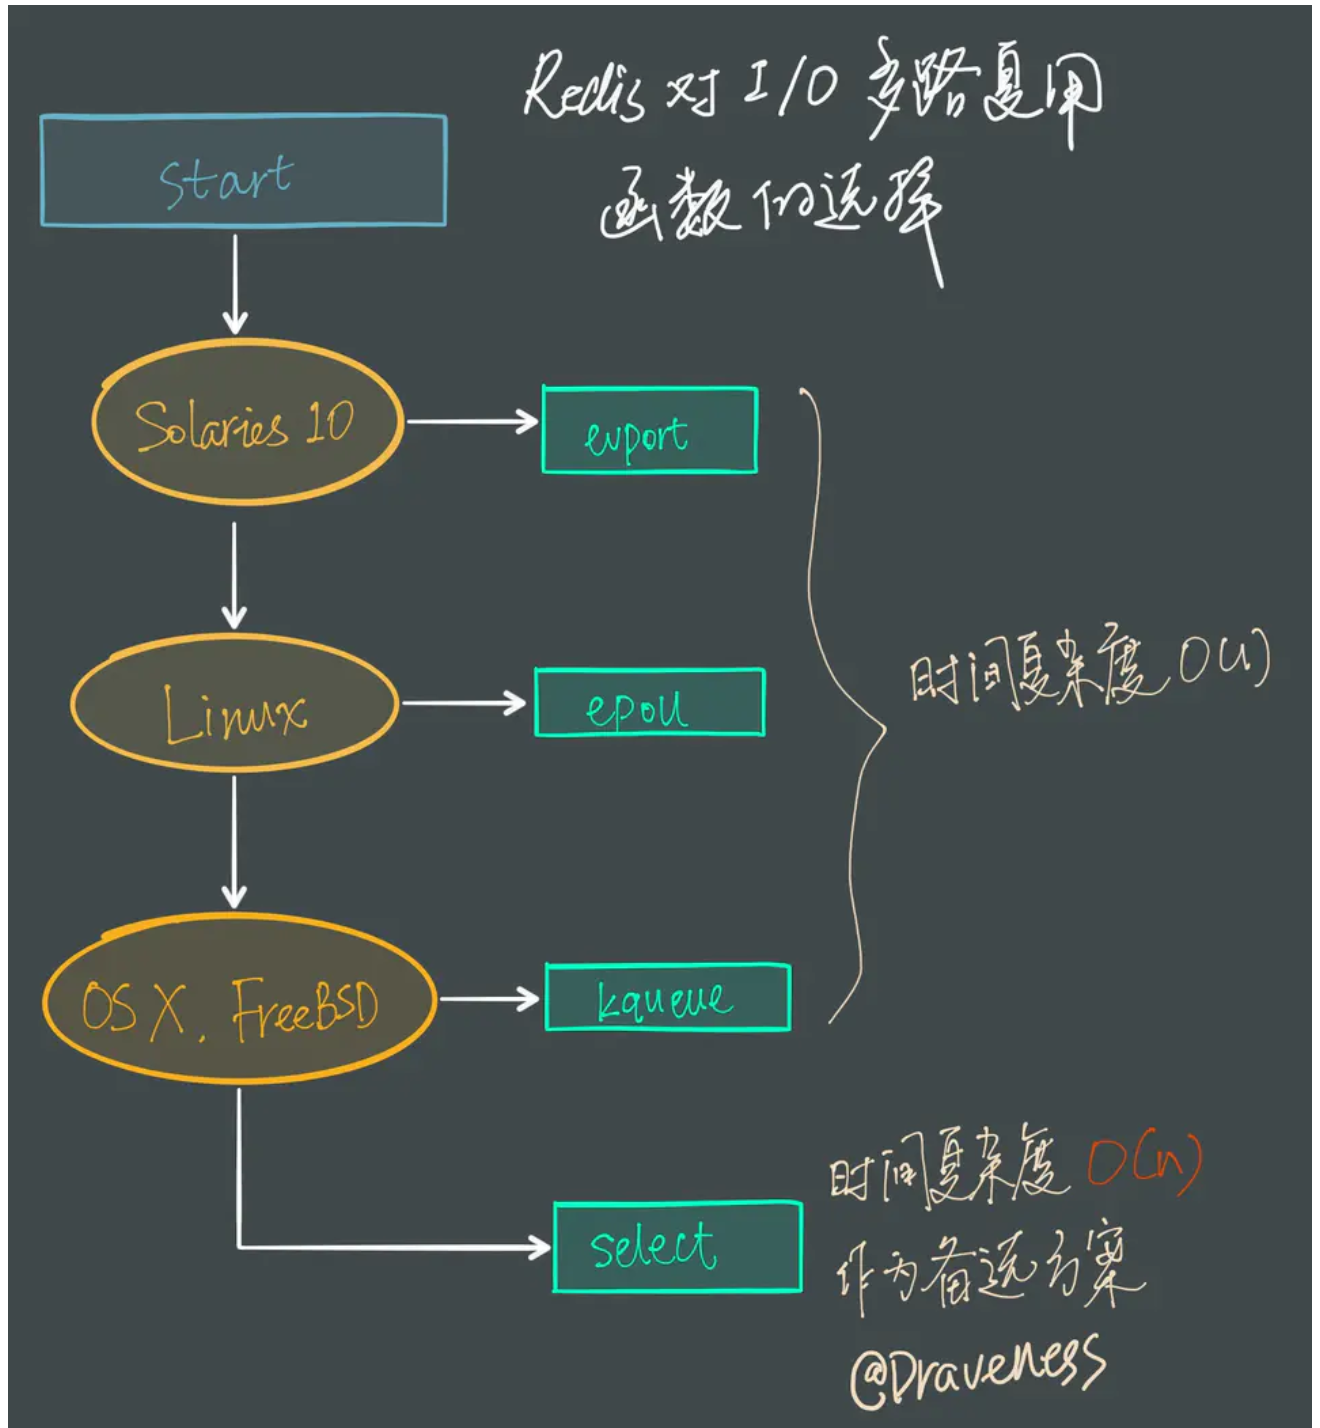 Redis 对 I/O 多路复用
函数的选择
start
Solaries 10
evport
Linux
epoll
时间复杂度 O(1)
OS X, FreeBSD
kqueue
select
时间复杂度 O(n)
作为备选方案
@Draveness